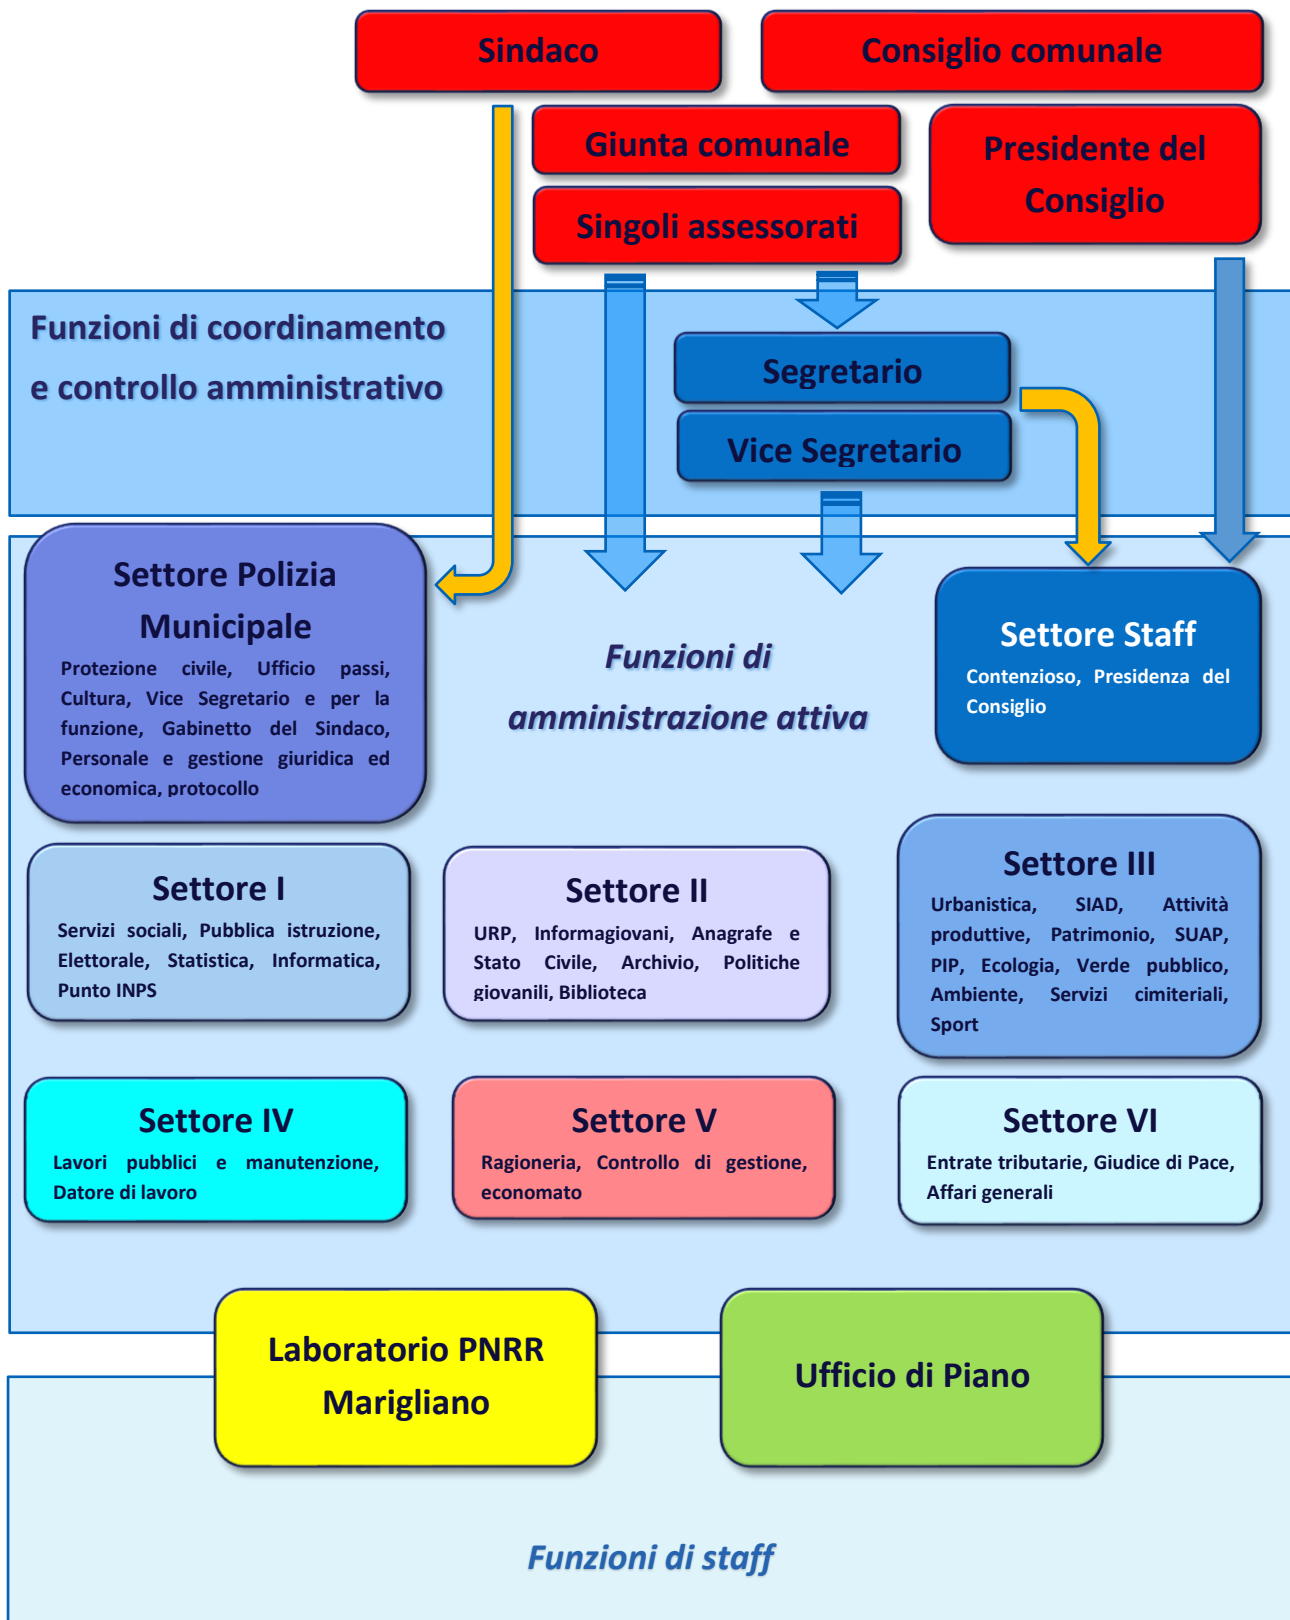 Sindaco
Consiglio comunale
Giunta comunale
Singoli assessorati
Presidente del
Consiglio
Funzioni di coordinamento
e controllo amministrativo
Segretario
Vice Segretario
Settore Polizia
Municipale
Protezione civile, Ufficio passi,
Cultura, Vice Segretario e per la
funzione, Gabinetto del Sindaco,
Personale e gestione giuridica ed
economica, protocollo
Funzioni di
amministrazione attiva
Settore Staff
Contenzioso, Presidenza del
Consiglio
Settore I
Servizi sociali, Pubblica istruzione,
Elettorale, Statistica, Informatica,
Punto INPS
Settore II
URP, Informagiovani, Anagrafe e
Stato Civile, Archivio, Politiche
giovanili, Biblioteca
Settore III
Urbanistica, SIAD, Attività
produttive, Patrimonio, SUAP,
PIP, Ecologia, Verde pubblico,
Ambiente, Servizi cimiteriali,
Sport
Settore IV
Lavori pubblici e manutenzione,
Datore di lavoro
Settore V
Ragioneria, Controllo di gestione,
economato
Settore VI
Entrate tributarie, Giudice di Pace,
Affari generali
Laboratorio PNRR
Marigliano
Ufficio di Piano
Funzioni di staff